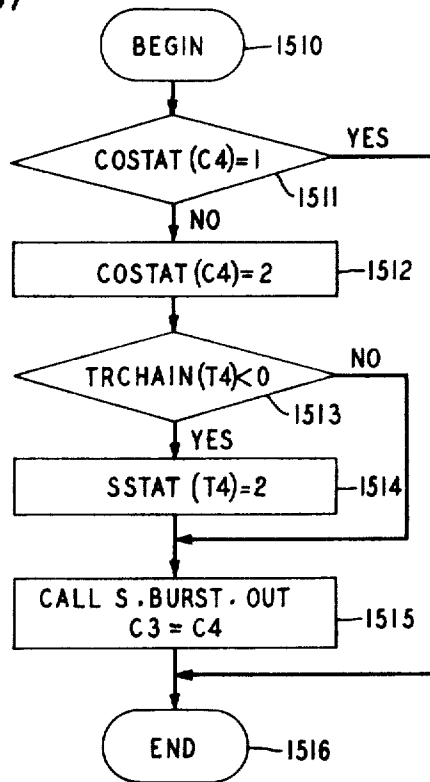 BEGIN
1510
COSTAT (C4)=1
YES
1511
NO
COSTAT (C4)=2
1512
TRCHAIN(T4)<0
NO
1513
YES
SSTAT (T4)=2
1514
CALL S.BURST.OUT
C3 = C4
1515
END
1516